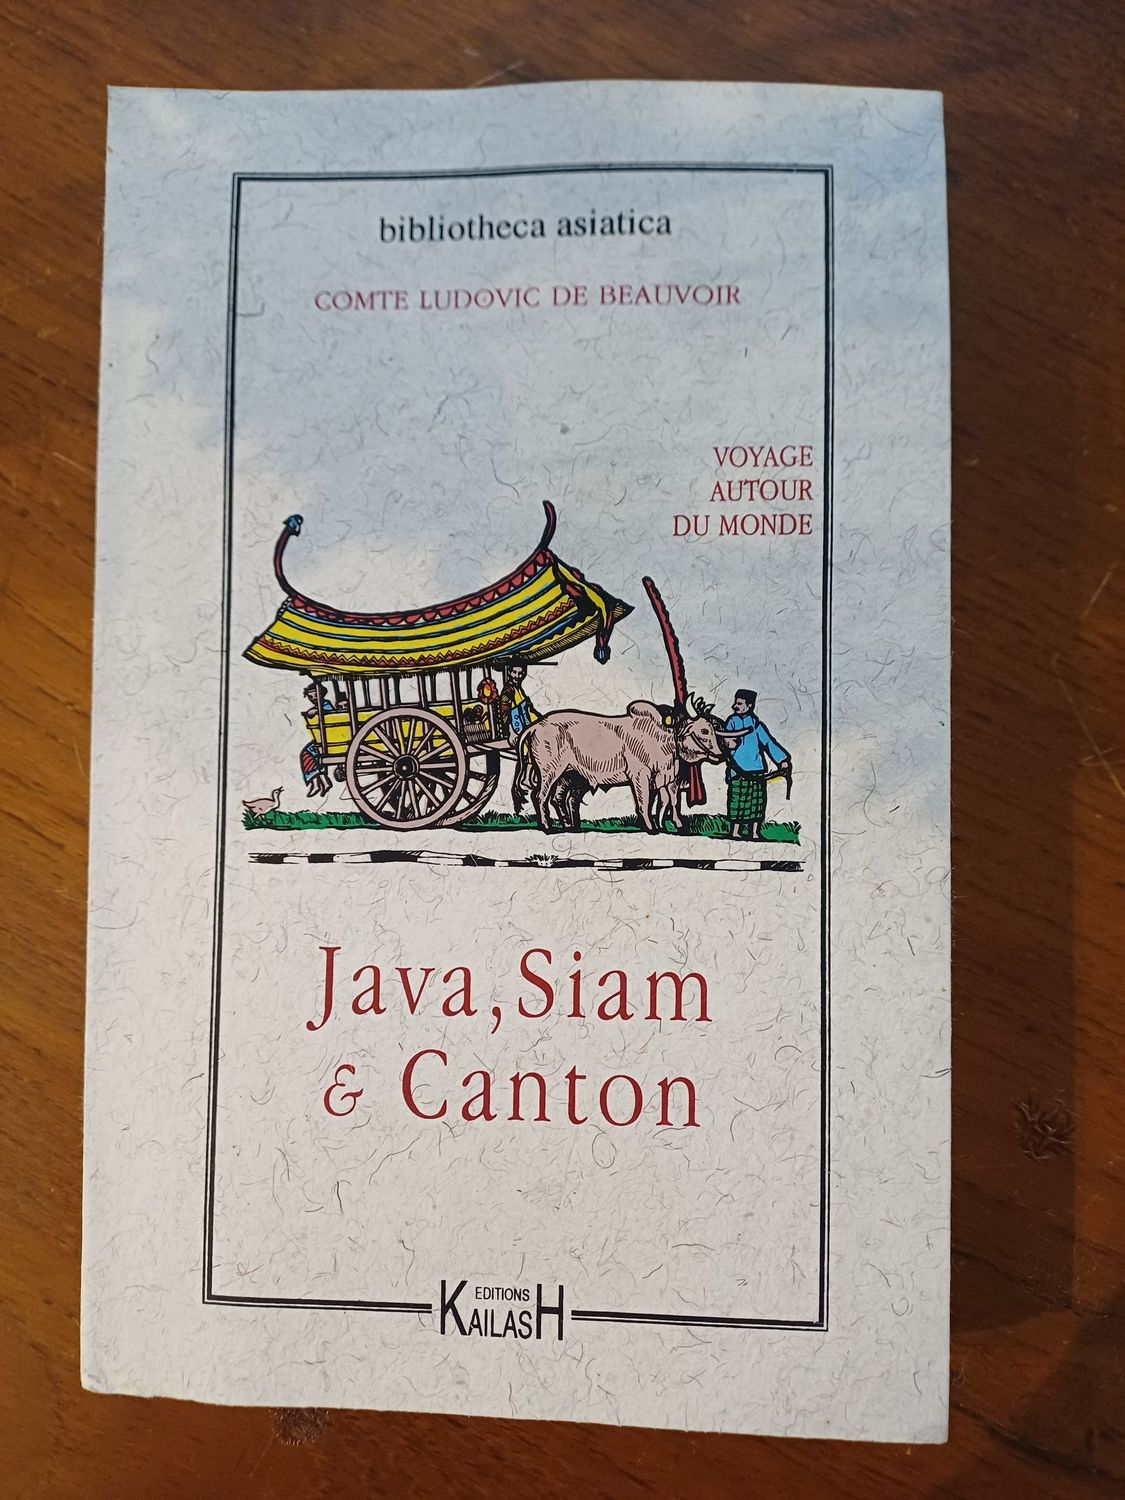 bibliotheca asiatica
COMTE LUDOVIC DE BEAUVOIR
VOYAGE
AUTOUR
DU MONDE
Java, Siam
& Canton
EDITIONS
KAILASH